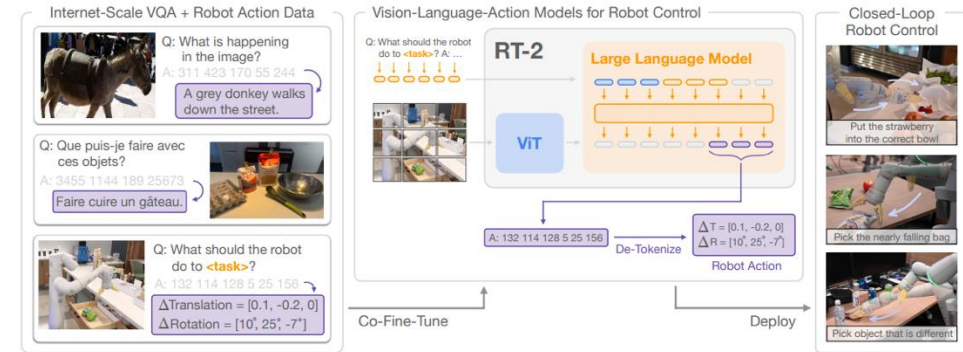 Internet-Scale VQA + Robot Action Data
Q: What is happening
in the image?
A: 311 423 170 55 244
A grey donkey walks
down the street.
Q: Que puis-je faire avec
ces objets?
A: 3455 1144 189 25673
Faire cuire un gâteau.
Q: What should the robot
do to <task>?
A: 132 114 128 5 25 156
ΔTranslation = [0.1, -0.2, 0]
ΔRotation = [10°, 25°, -7°]
Co-Fine-Tune
Vision-Language-Action Models for Robot Control
Q: What should the robot
do to <task>? A: ...
RT-2
Large Language Model
ViT
A: 132 114 128 5 25 156
De-Tokenize
ΔT = [0.1, -0.2, 0]
ΔR = [10°, 25°, -7°]
Robot Action
Deploy
Closed-Loop
Robot Control
Put the strawberry
into the correct bowl
Pick the nearly falling bag
Pick object that is different